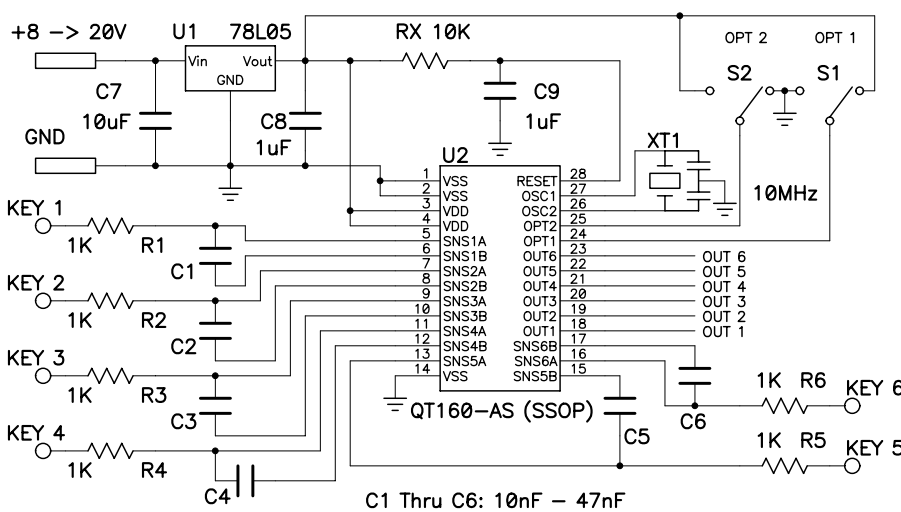 +8 -> 20V
U1
78L05
Vin
Vout
GND
C7
10uF
C8
1uF
GND
RX 10K
C9
1uF
OPT 2
OPT 1
S2
S1
XT1
10MHz
U2
1 VSS
2 VSS
3 VDD
4 VDD
5 SNS1A
6 SNS1B
7 SNS2A
8 SNS2B
9 SNS3A
10 SNS3B
11 SNS4A
12 SNS4B
13 SNS5A
14 VSS
RESET 28
OSC1 27
OSC2 26
OPT2 25
OPT1 24
OUT6 23
OUT5 22
OUT4 21
OUT3 20
OUT2 19
OUT1 18
SNS6B 17
SNS6A 16
SNS5B 15
OUT 6
OUT 5
OUT 4
OUT 3
OUT 2
OUT 1
KEY 1
1K
R1
C1
KEY 2
1K
R2
C2
KEY 3
1K
R3
C3
KEY 4
1K
R4
C4
QT160-AS (SSOP)
C5
C6
1K
R6
KEY 6
1K
R5
KEY 5
C1 Thru C6: 10nF - 47nF